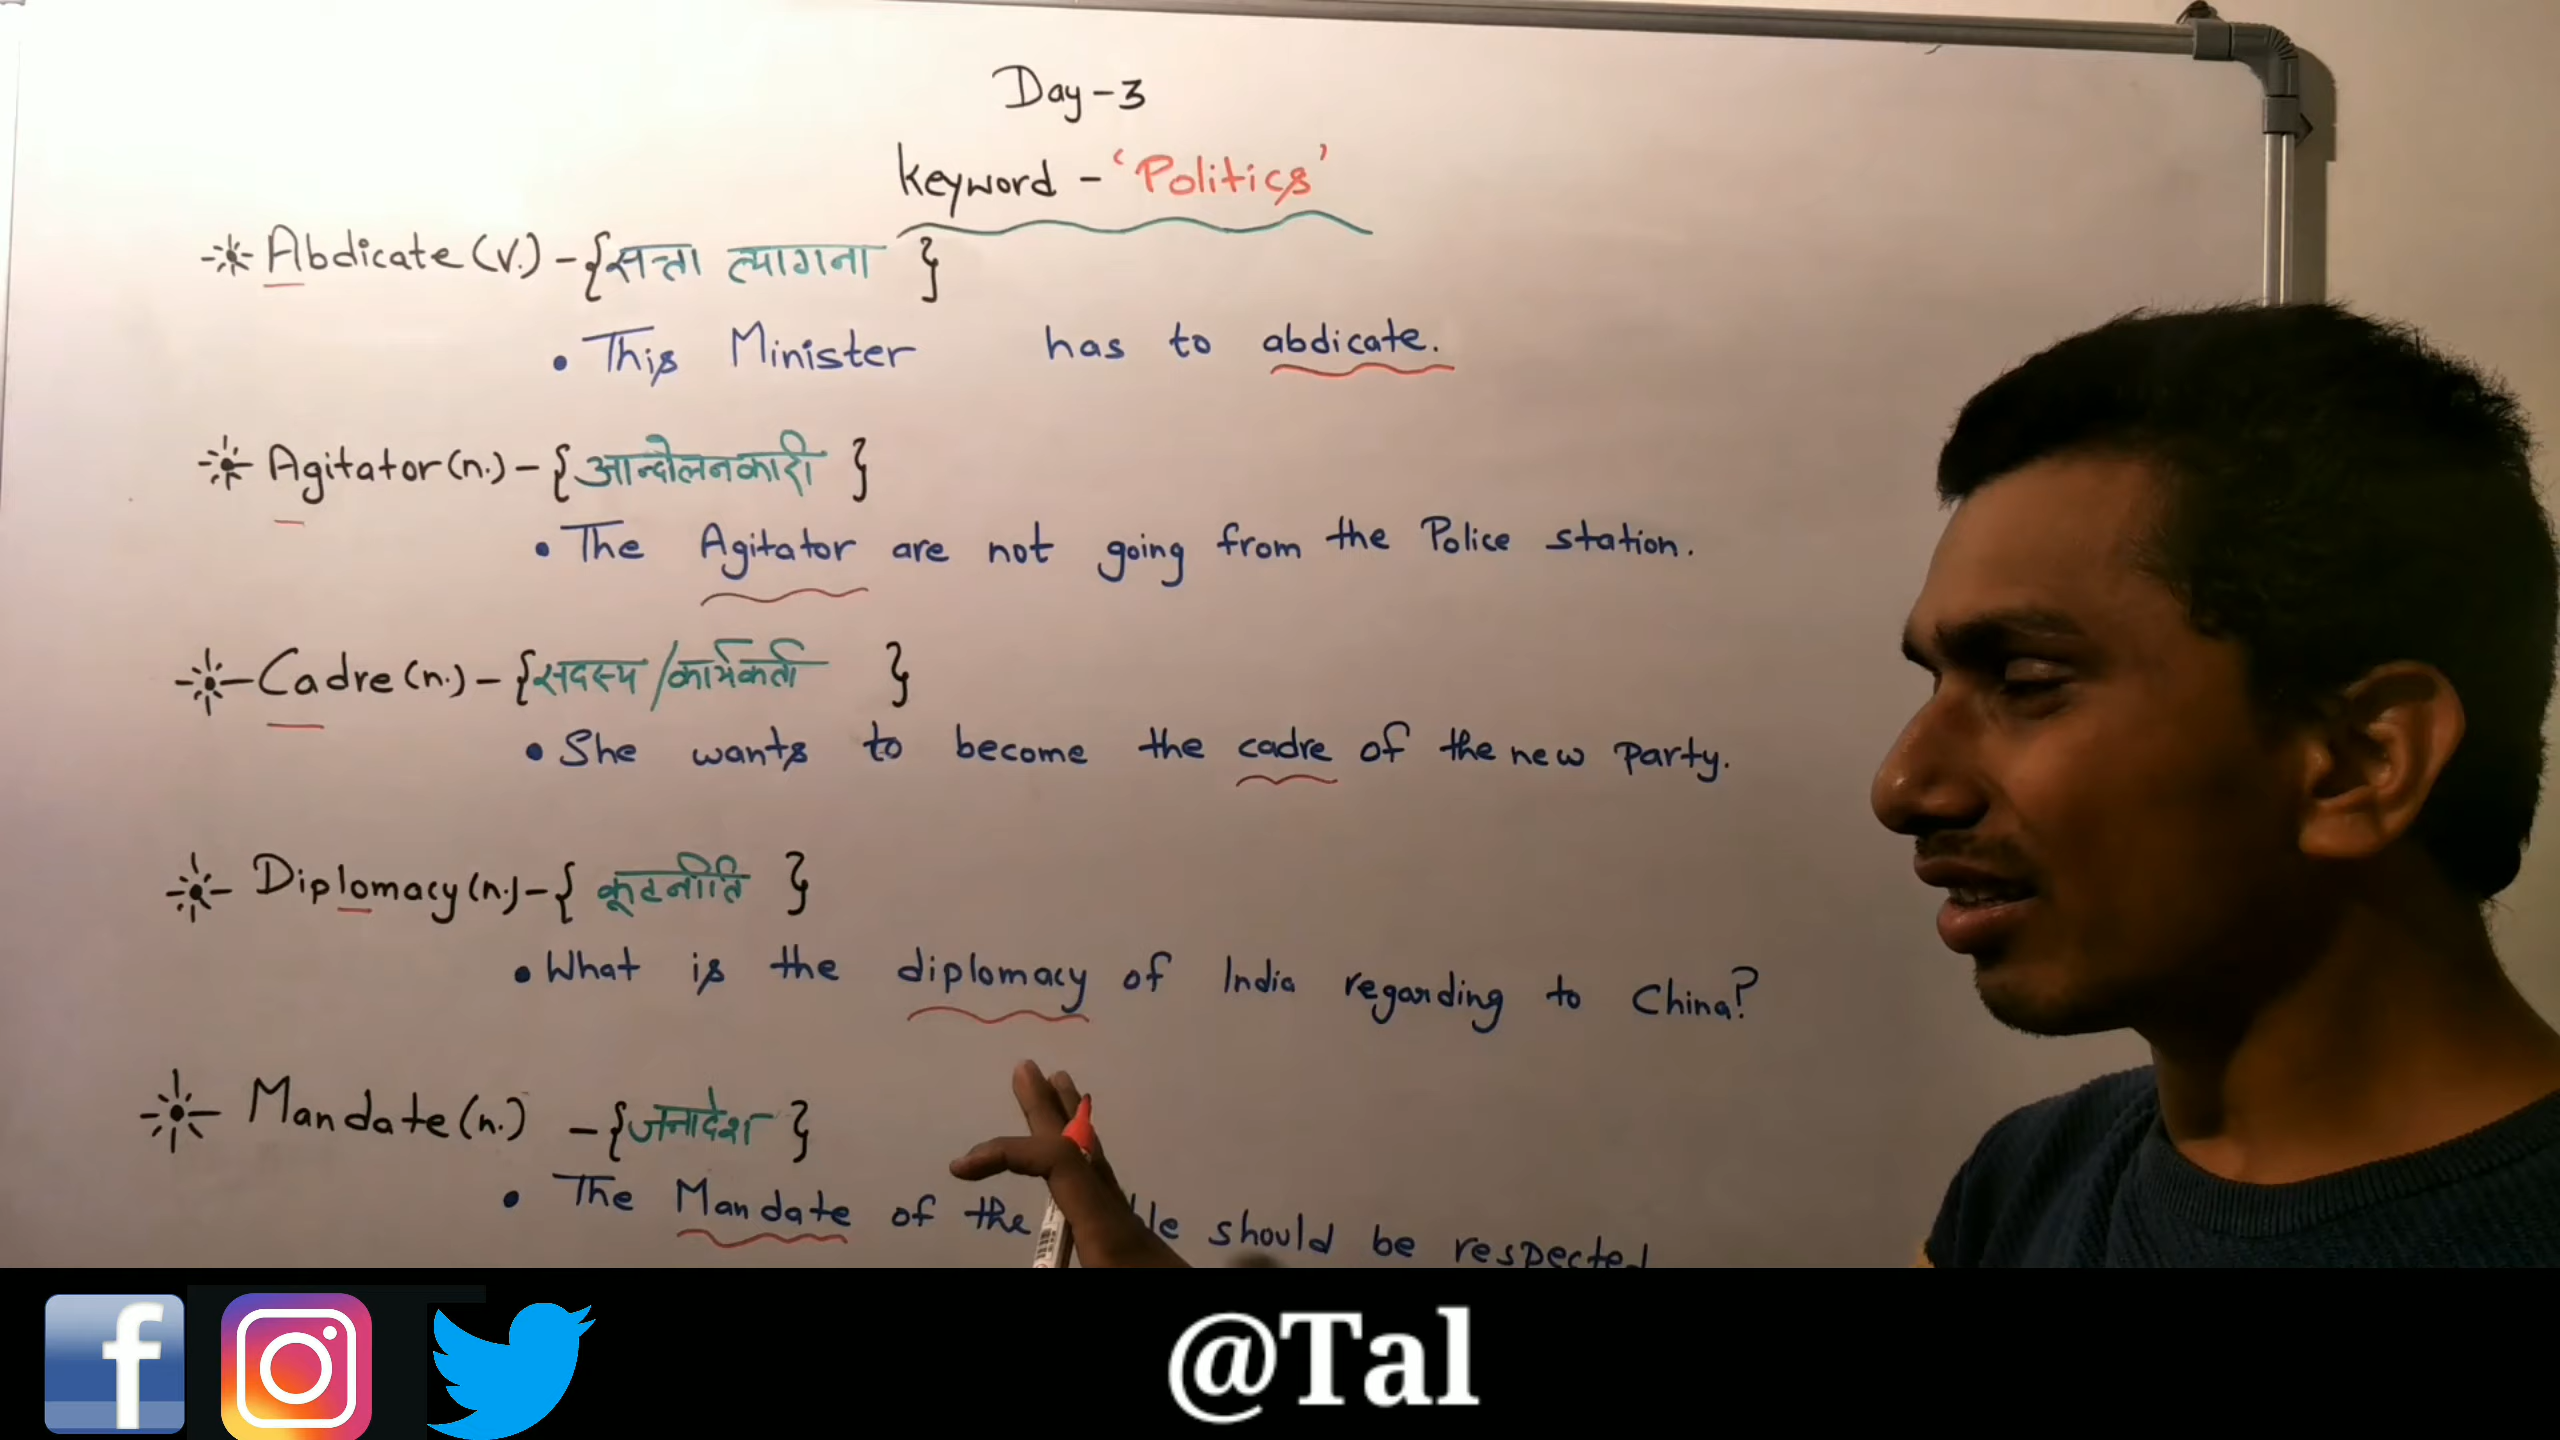 Day-3
keyword - 'Politics'
Abdicate (v.) - {सत्ता त्यागना }
• This Minister has to abdicate.
Agitator (n.) - {आन्दोलनकारी }
• The Agitator are not going from the Police station.
Cadre (n.) - {सदस्य/कार्यकर्ता }
• She wants to become the cadre of the new party.
Diplomacy (n.) - { कूटनीति }
• What is the diplomacy of India regarding to China?
Mandate (n.) - {जनादेश }
• The Mandate of the should be respected
@Tal